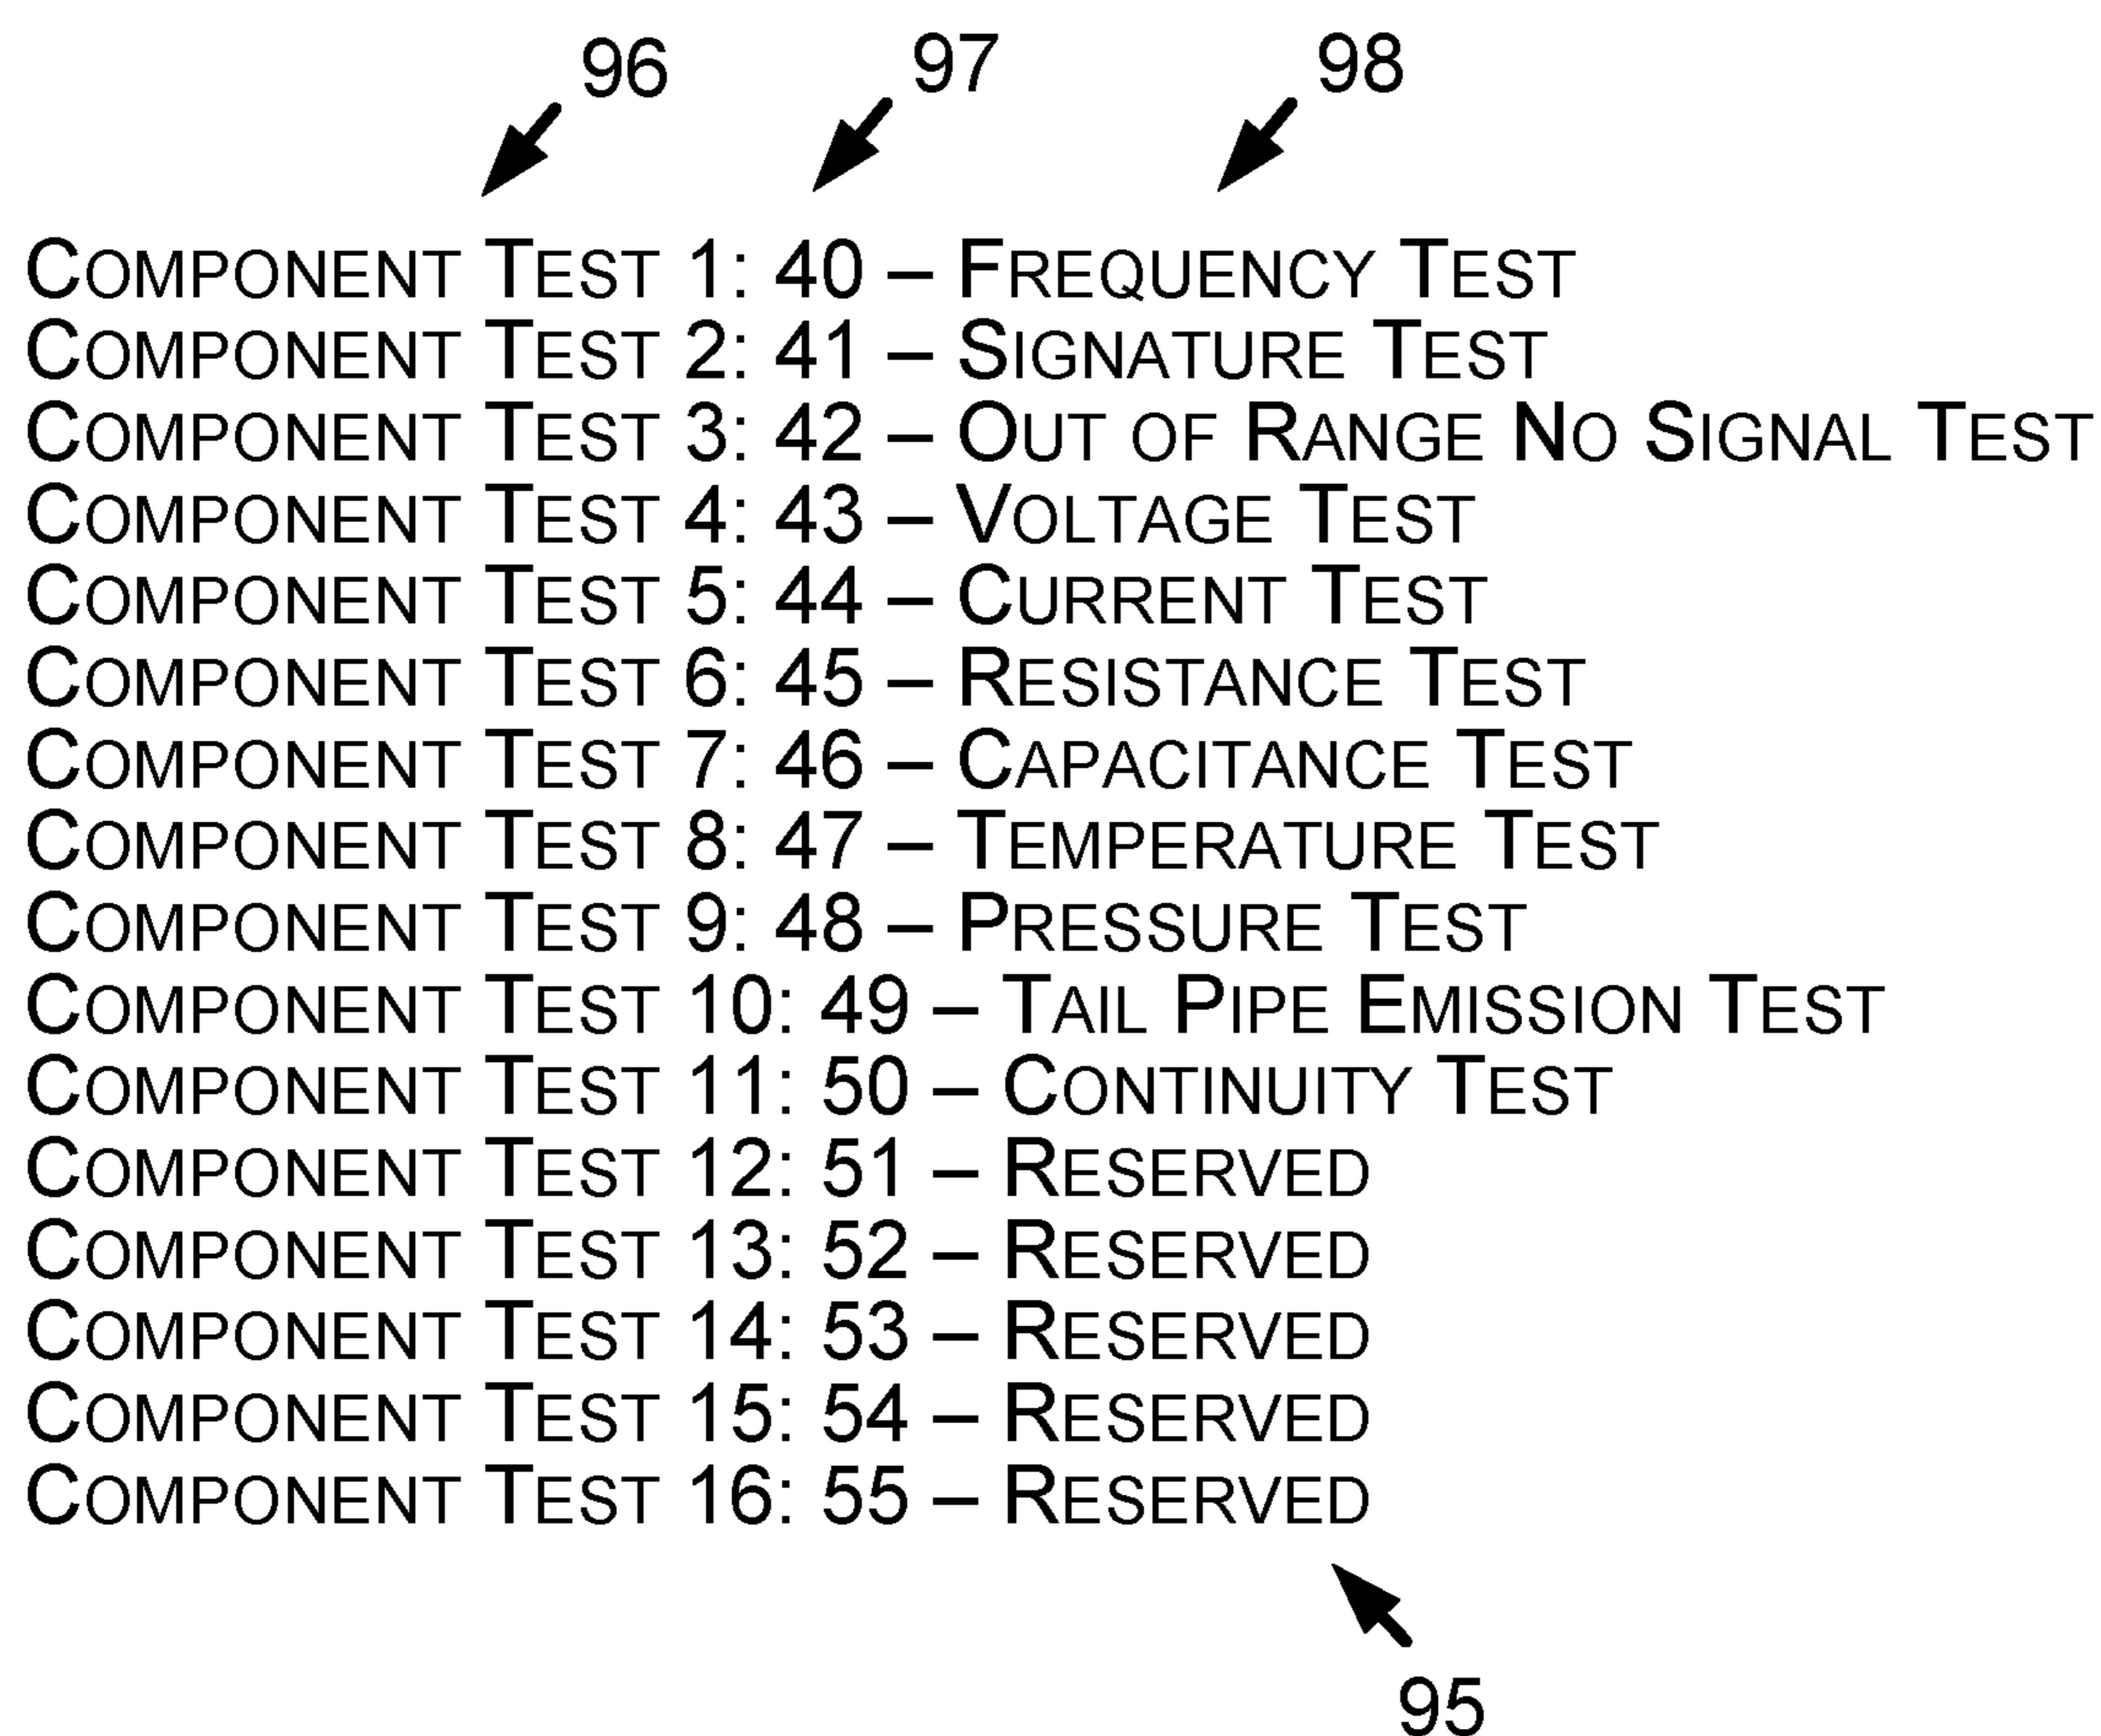 96 97 98
COMPONENT TEST 1: 40 – FREQUENCY TEST
COMPONENT TEST 2: 41 – SIGNATURE TEST
COMPONENT TEST 3: 42 – OUT OF RANGE NO SIGNAL TEST
COMPONENT TEST 4: 43 – VOLTAGE TEST
COMPONENT TEST 5: 44 – CURRENT TEST
COMPONENT TEST 6: 45 – RESISTANCE TEST
COMPONENT TEST 7: 46 – CAPACITANCE TEST
COMPONENT TEST 8: 47 – TEMPERATURE TEST
COMPONENT TEST 9: 48 – PRESSURE TEST
COMPONENT TEST 10: 49 – TAIL PIPE EMISSION TEST
COMPONENT TEST 11: 50 – CONTINUITY TEST
COMPONENT TEST 12: 51 – RESERVED
COMPONENT TEST 13: 52 – RESERVED
COMPONENT TEST 14: 53 – RESERVED
COMPONENT TEST 15: 54 – RESERVED
COMPONENT TEST 16: 55 – RESERVED
95